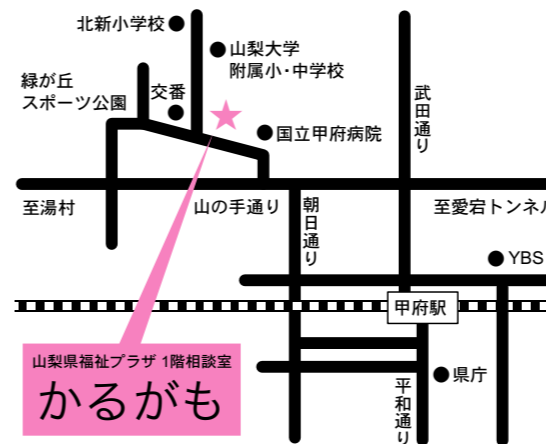 北新小学校
山梨大学
附属小・中学校
緑が丘
スポーツ公園
交番
国立甲府病院
武田通り
至湯村
山の手通り
朝日通り
至愛宕トンネル
YBS
甲府駅
山梨県福祉プラザ 1階相談室
かるがも
平和通り
県庁